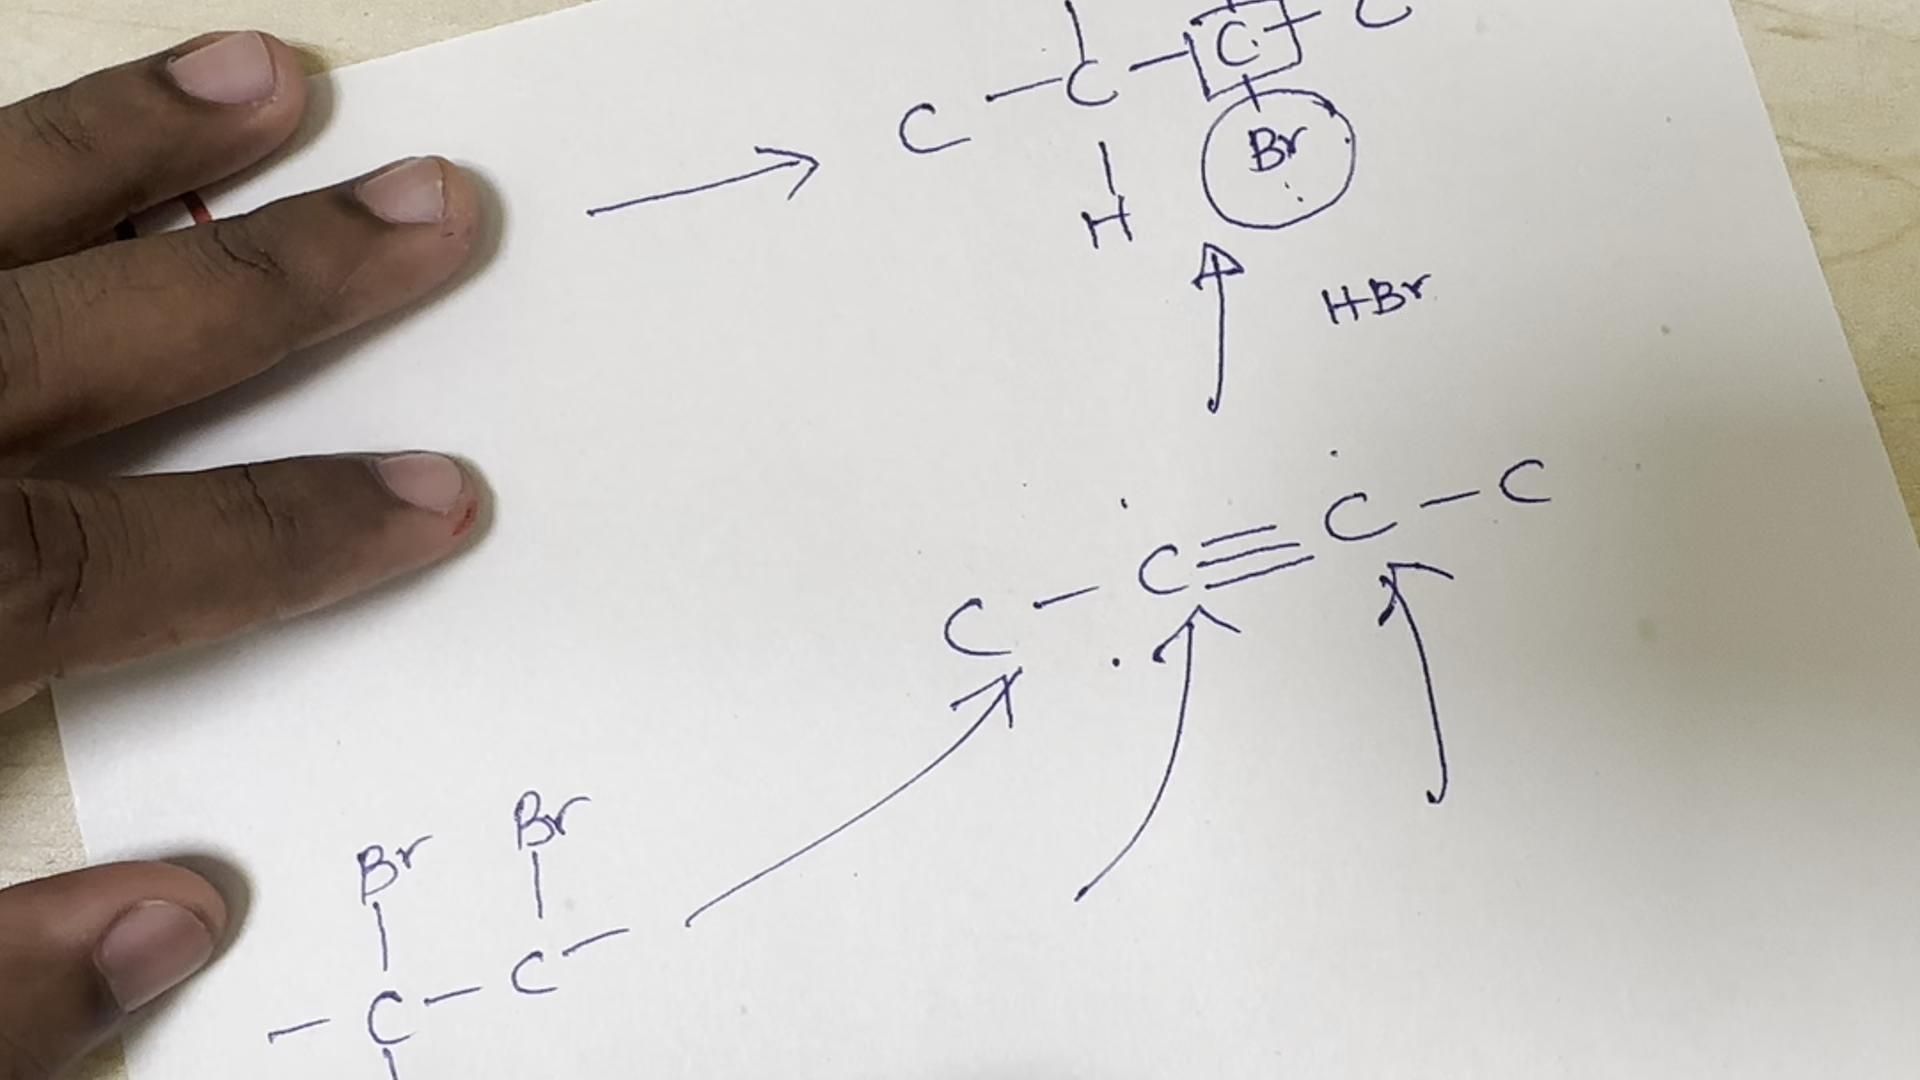 C - C - C - C
H Br
HBr
C - C ≡ C - C
Br Br
- C - C -